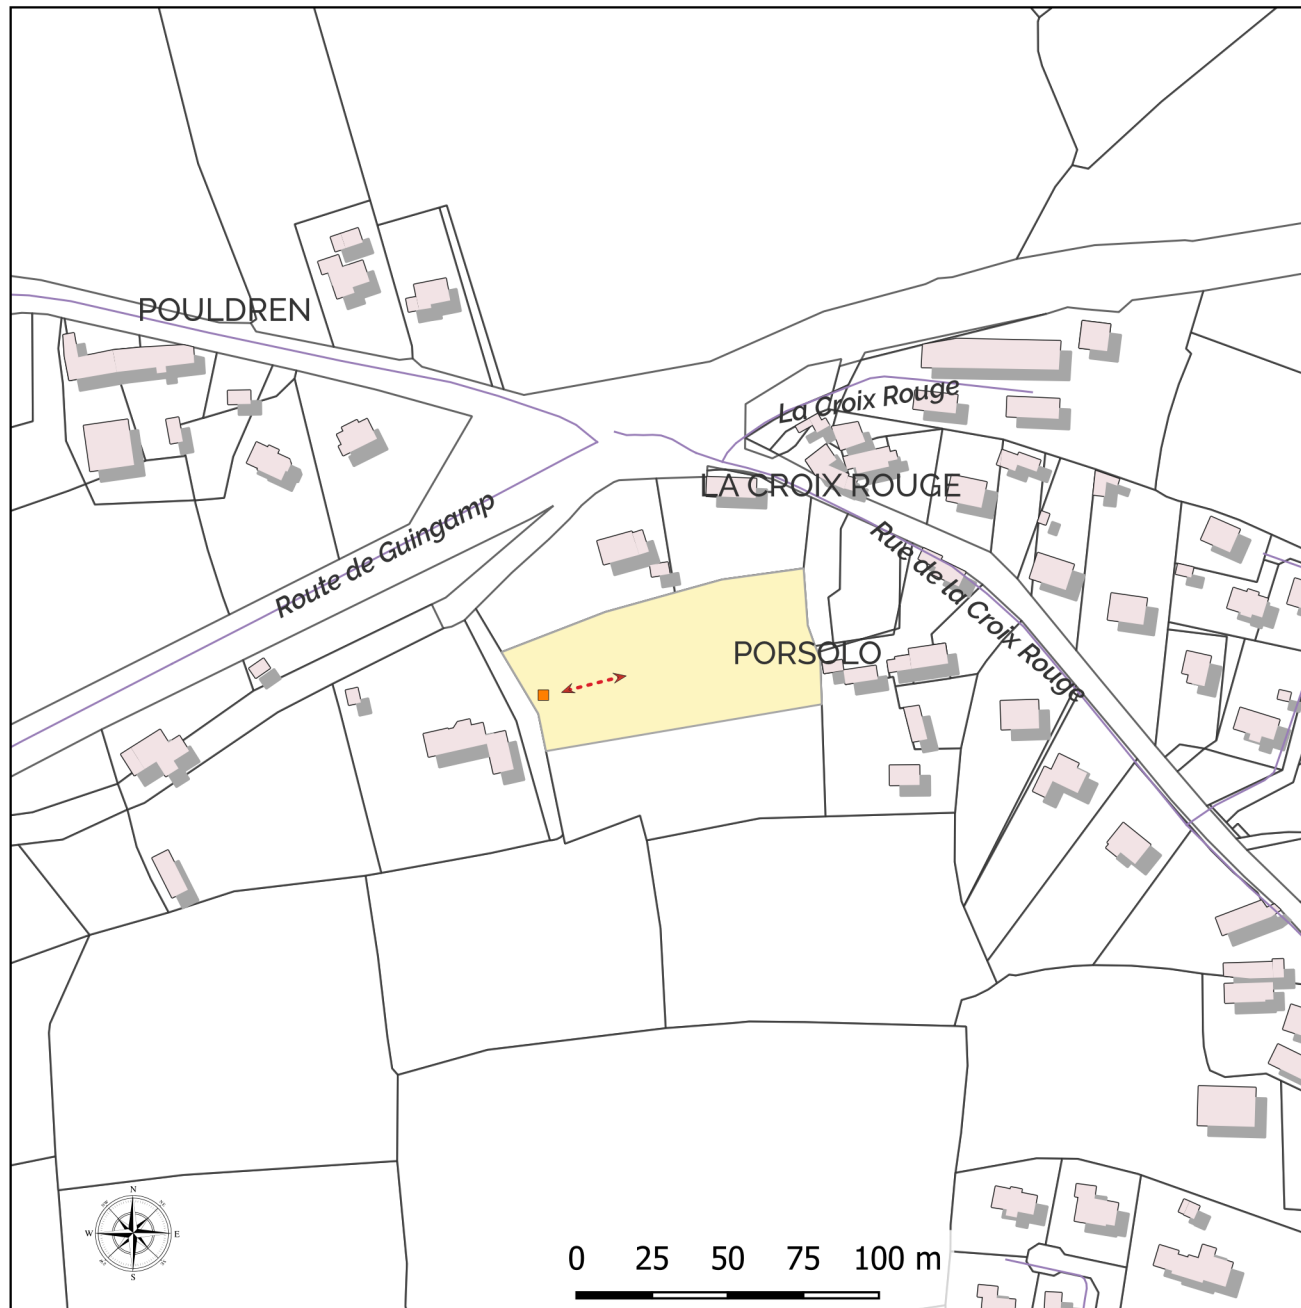 POULDREN
La Croix Rouge
LA CROIX ROUGE
Route de Guingamp
Rue de la Croix Rouge
PORSOLO
N
W
E
S
0 25 50 75 100 m